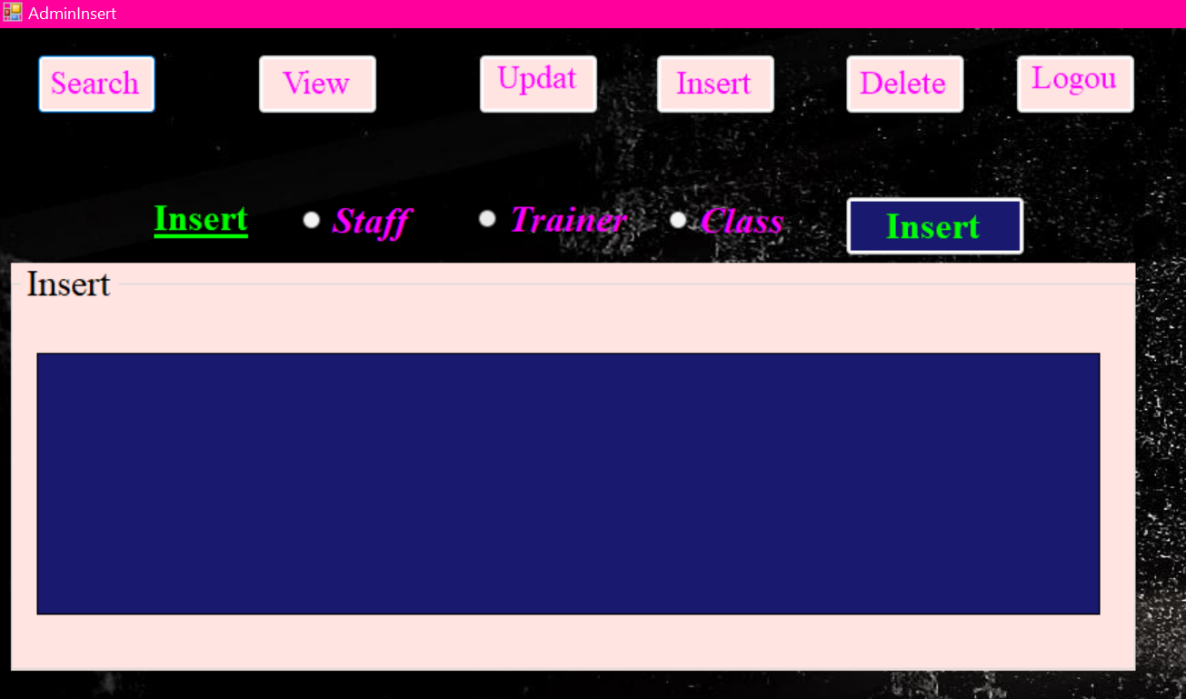 AdminInsert
Search View Updat Insert Delete Logou
Insert Staff Trainer Class Insert
Insert